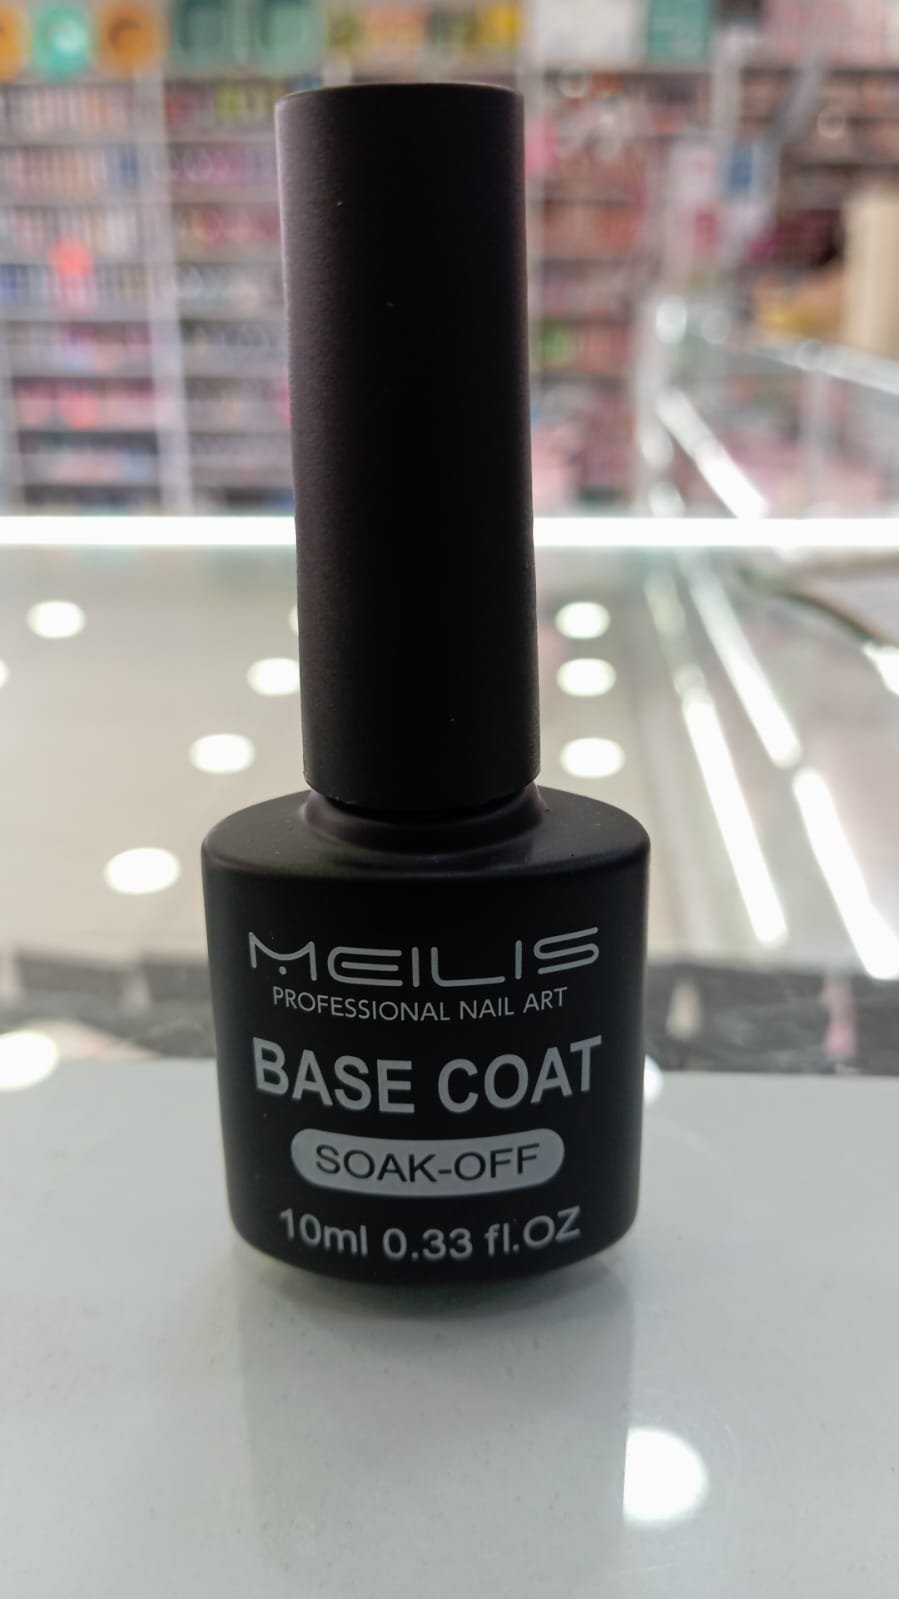 MEILIS
PROFESSIONAL NAIL ART
BASE COAT
SOAK-OFF
10ml 0.33 fl.OZ